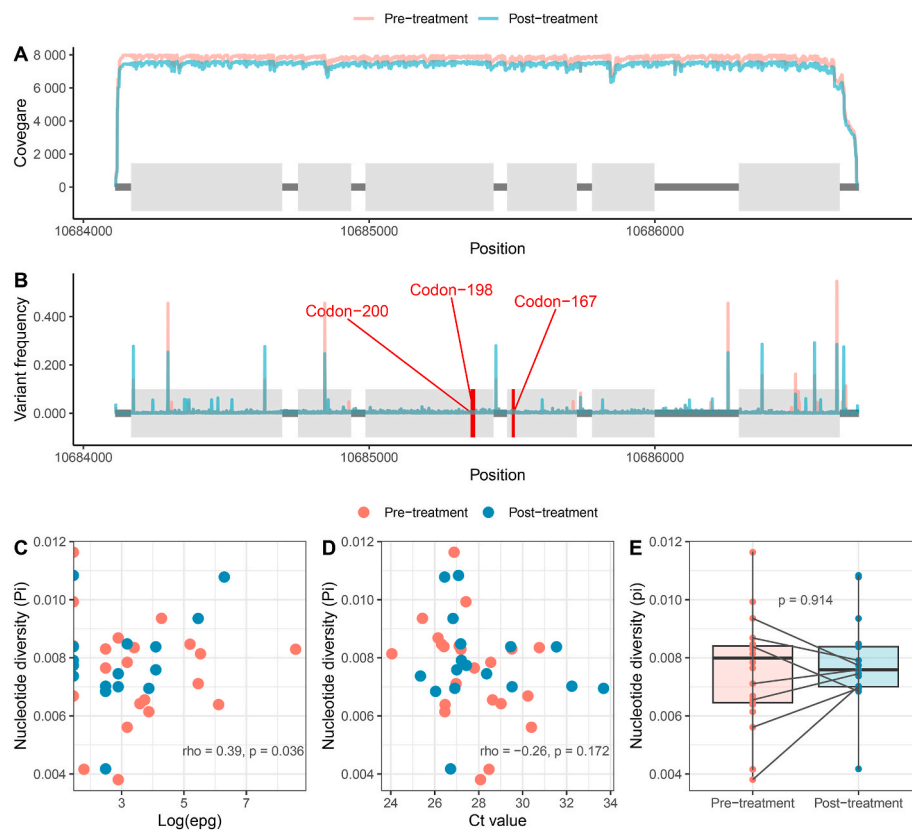 Pre−treatment Post−treatment
A
8 000
6 000
4 000
2 000
0
Covegare
10684000 10685000 10686000
Position
B
0.400
0.200
0.000
Variant frequency
Codon−200
Codon−198
Codon−167
10684000 10685000 10686000
Position
Pre−treatment Post−treatment
C
0.012
0.010
0.008
0.006
0.004
Nucleotide diversity (Pi)
rho = 0.39, p = 0.036
3 5 7
Log(epg)
D
0.012
0.010
0.008
0.006
0.004
Nucleotide diversity (Pi)
rho = −0.26, p = 0.172
24 26 28 30 32 34
Ct value
E
0.012
0.010
0.008
0.006
0.004
Nucleotide diversity (pi)
p = 0.914
Pre−treatment Post−treatment